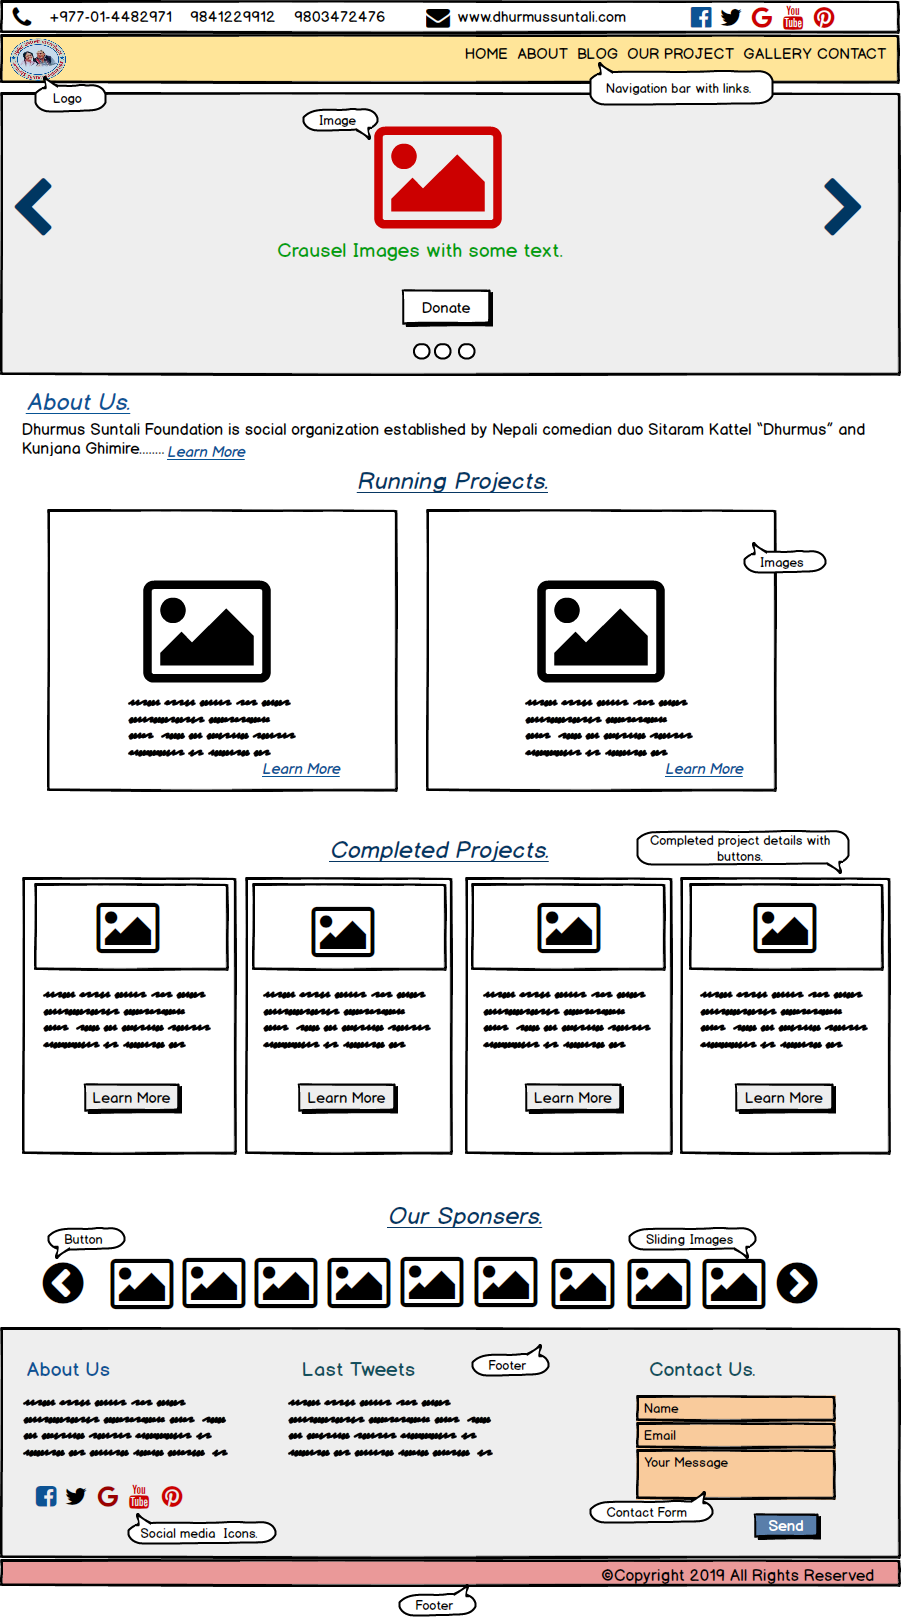 +977-01-4482971 9841229912 9803472476 www.dhurmussuntali.com
HOME ABOUT BLOG OUR PROJECT GALLERY CONTACT
Logo
Navigation bar with links.
Image
Crausel Images with some text.
Donate
About Us.
Dhurmus Suntali Foundation is social organization established by Nepali comedian duo Sitaram Kattel “Dhurmus” and
Kunjana Ghimire........ Learn More
Running Projects.
Images
Learn More
Learn More
Completed Projects.
Completed project details with
buttons.
Learn More
Learn More
Learn More
Learn More
Our Sponsers.
Button
Sliding Images
About Us
Last Tweets
Footer
Contact Us.
Name
Email
Your Message
Contact Form
Send
You
Tube
Social media Icons.
©Copyright 2019 All Rights Reserved
Footer